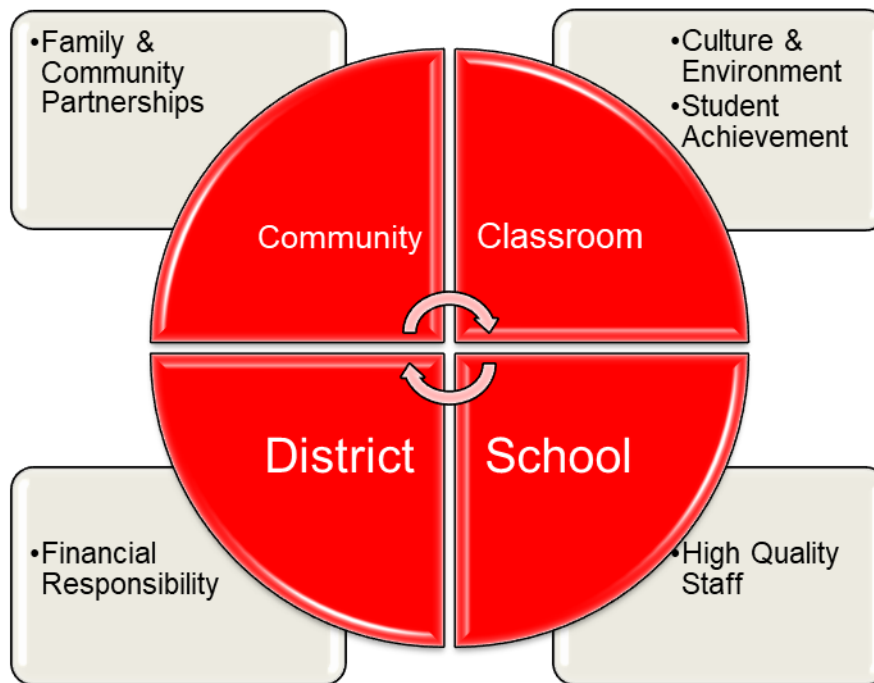 •Family &
Community
Partnerships
•Culture &
Environment
•Student
Achievement
Community
Classroom
District
School
•Financial
Responsibility
•High Quality
Staff